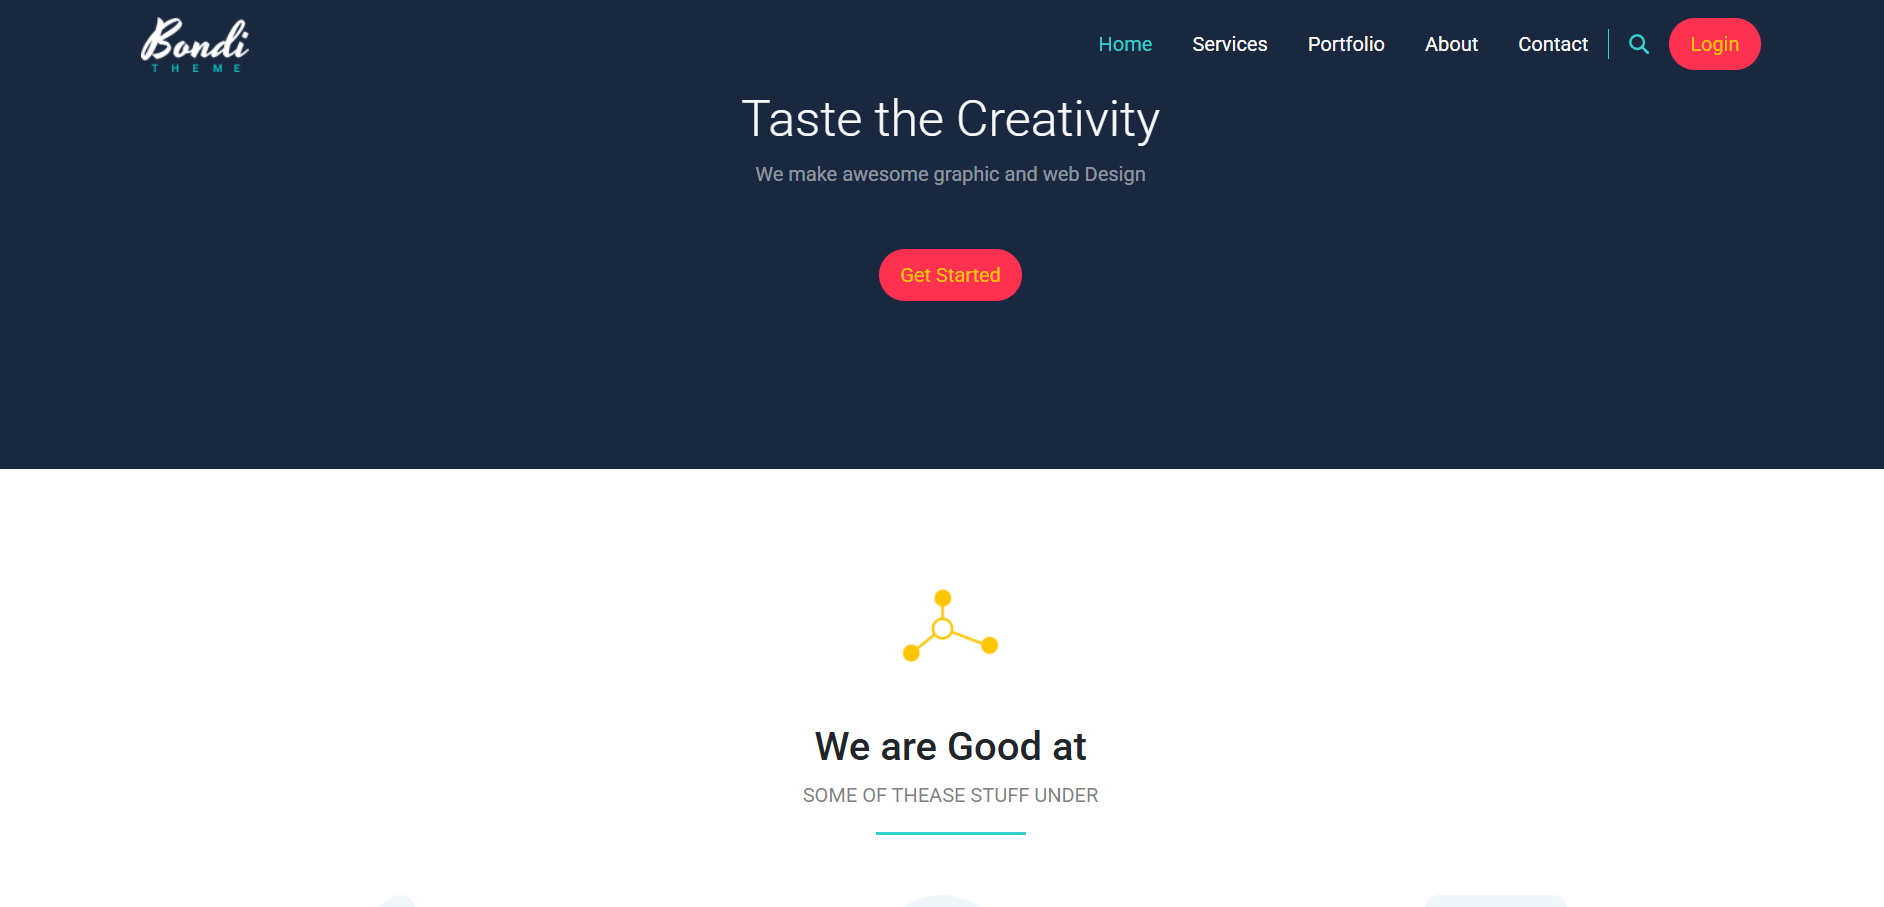 Bondi
THEME
Home
Services
Portfolio
About
Contact
Login
Taste the Creativity
We make awesome graphic and web Design
Get Started
We are Good at
SOME OF THEASE STUFF UNDER